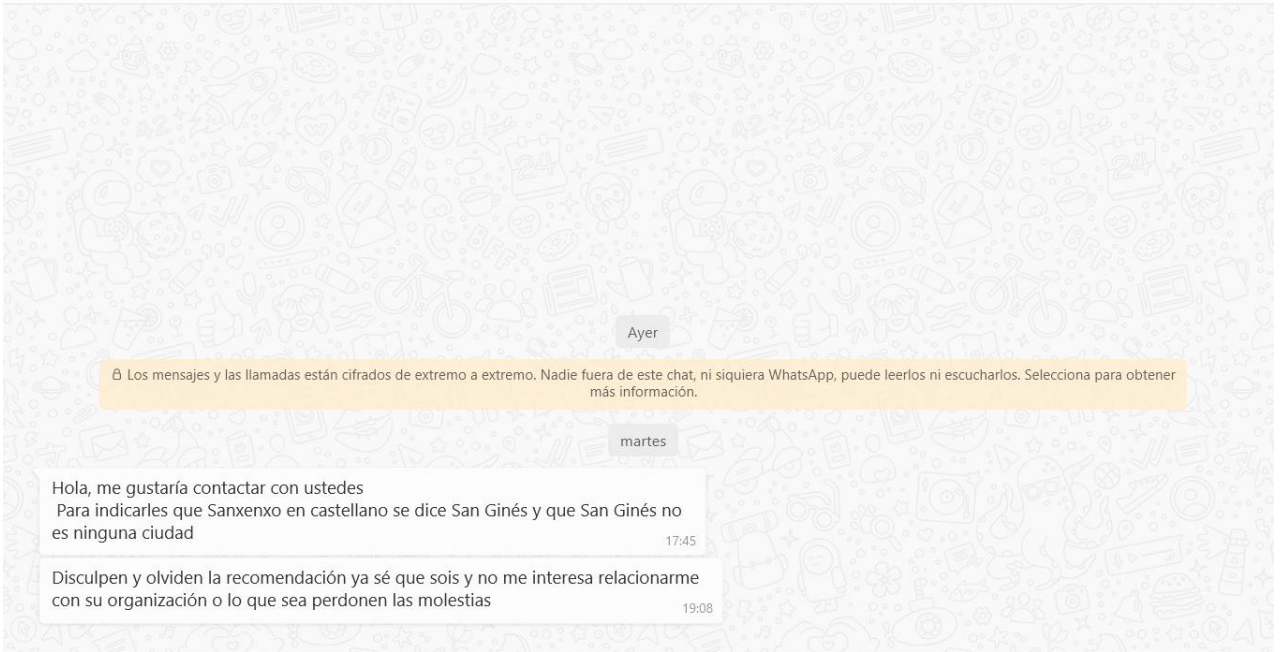 Ayer
Los mensajes y las llamadas están cifrados de extremo a extremo. Nadie fuera de este chat, ni siquiera WhatsApp, puede leerlos ni escucharlos. Selecciona para obtener
más información.
martes
Hola, me gustaría contactar con ustedes
Para indicarles que Sanxenxo en castellano se dice San Ginés y que San Ginés no
es ninguna ciudad
17:45
Disculpen y olviden la recomendación ya sé que sois y no me interesa relacionarme
con su organización o lo que sea perdonen las molestias
19:08